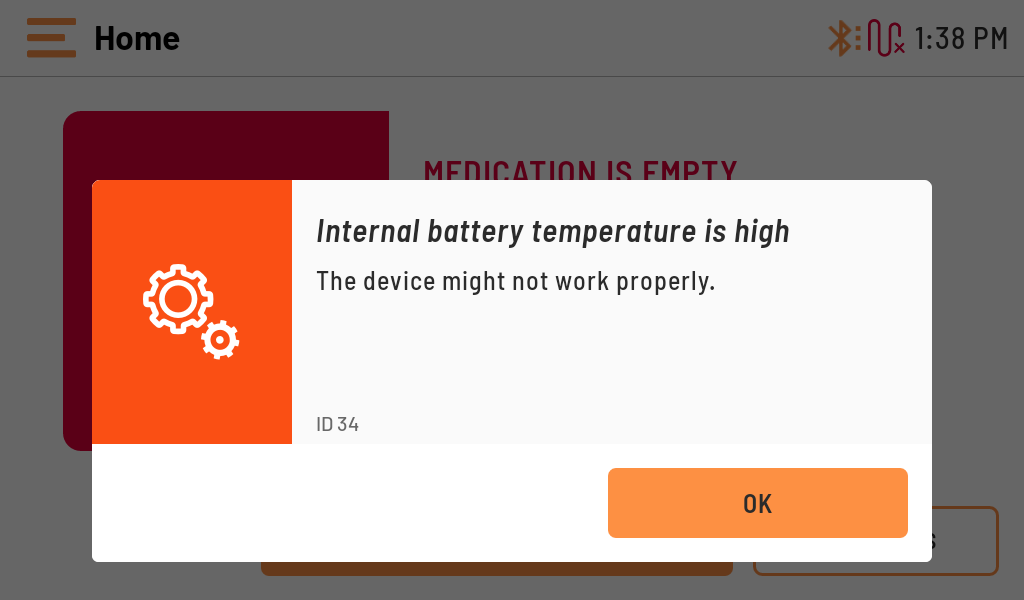 Home
1:38 PM
MEDICATION IS EMPTY
Internal battery temperature is high
The device might not work properly.
ID 34
OK